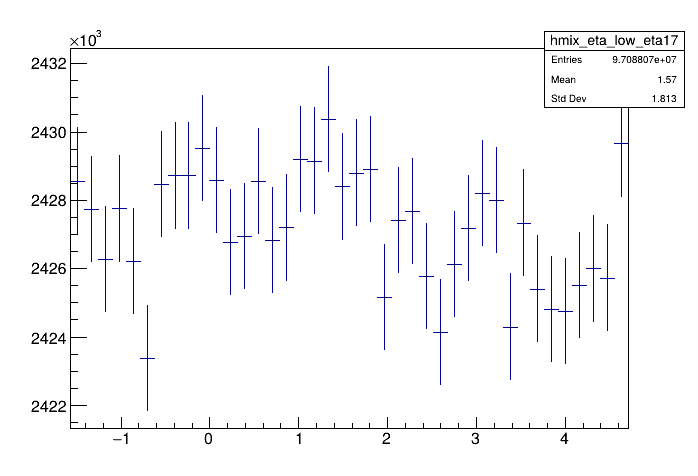 ×10³
hmix_eta_low_eta17
Entries 9.708807e+07
Mean 1.57
Std Dev 1.813
2432
2430
2428
2426
2424
2422
−1 0 1 2 3 4